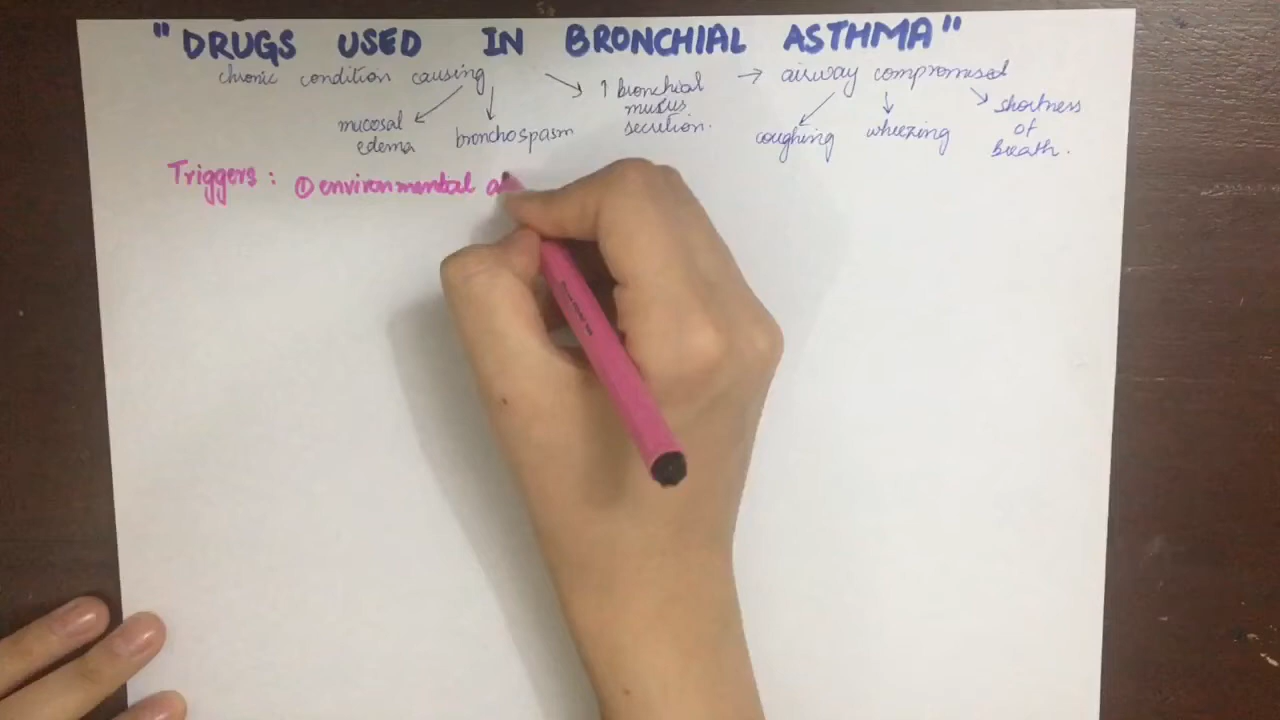 "DRUGS USED IN BRONCHIAL ASTHMA"
chronic condition causing
mucosal
edema
bronchospasm
↑ bronchial
mucus
secretion.
→ airway compromised
coughing
wheezing
shortness
of
breath.
Triggers: ① environmental